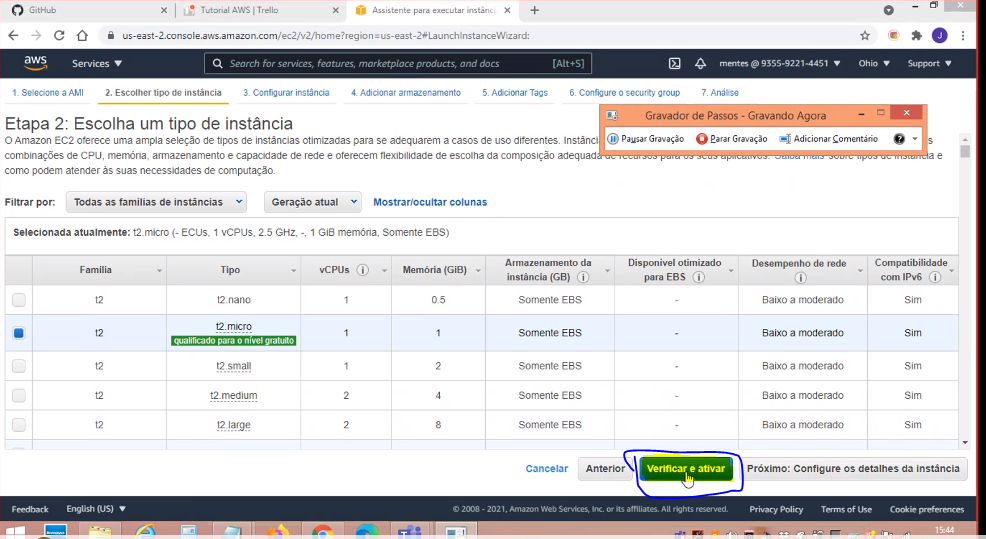 GitHub
Tutorial AWS | Trello
Assistente para executar instânci
us-east-2.console.aws.amazon.com/ec2/v2/home?region=us-east-2#LaunchInstanceWizard:
J
aws
Services
Search for services, features, marketplace products, and docs
[Alt+S]
mentes @ 9355-9221-4451
Ohio
Support
1. Selecione a AMI
2. Escolher tipo de instância
3. Configurar instância
4. Adicionar armazenamento
5. Adicionar Tags
6. Configure o security group
7. Análise
Gravador de Passos - Gravando Agora
Pausar Gravação
Parar Gravação
Adicionar Comentário
Etapa 2: Escolha um tipo de instância
O Amazon EC2 oferece uma ampla seleção de tipos de instâncias otimizadas para se adequarem a casos de uso diferentes.
combinações de CPU, memória, armazenamento e capacidade de rede e oferecem flexibilidade de escolha da composição adequada de recursos para os seus aplicativos. Saiba mais sobre tipos de instância e
como podem atender às suas necessidades de computação.
Filtrar por:
Todas as famílias de instâncias
Geração atual
Mostrar/ocultar colunas
Selecionada atualmente: t2.micro (- ECUs, 1 vCPUs, 2.5 GHz, -, 1 GiB memória, Somente EBS)
Família
Tipo
vCPUs
Memória (GiB)
Armazenamento da
instância (GB)
Disponível otimizado
para EBS
Desempenho de rede
Compatibilidade
com IPv6
t2 t2.nano 1 0.5 Somente EBS - Baixo a moderado Sim
t2 t2.micro 1 1 Somente EBS - Baixo a moderado Sim
qualificado para o nível gratuito
t2 t2.small 1 2 Somente EBS - Baixo a moderado Sim
t2 t2.medium 2 4 Somente EBS - Baixo a moderado Sim
t2 t2.large 2 8 Somente EBS - Baixo a moderado Sim
Cancelar
Anterior
Verificar e ativar
Próximo: Configure os detalhes da instância
Feedback
English (US)
© 2008 - 2021, Amazon Web Services, Inc. or its affiliates. All rights reserved.
Privacy Policy
Terms of Use
Cookie preferences
15:44